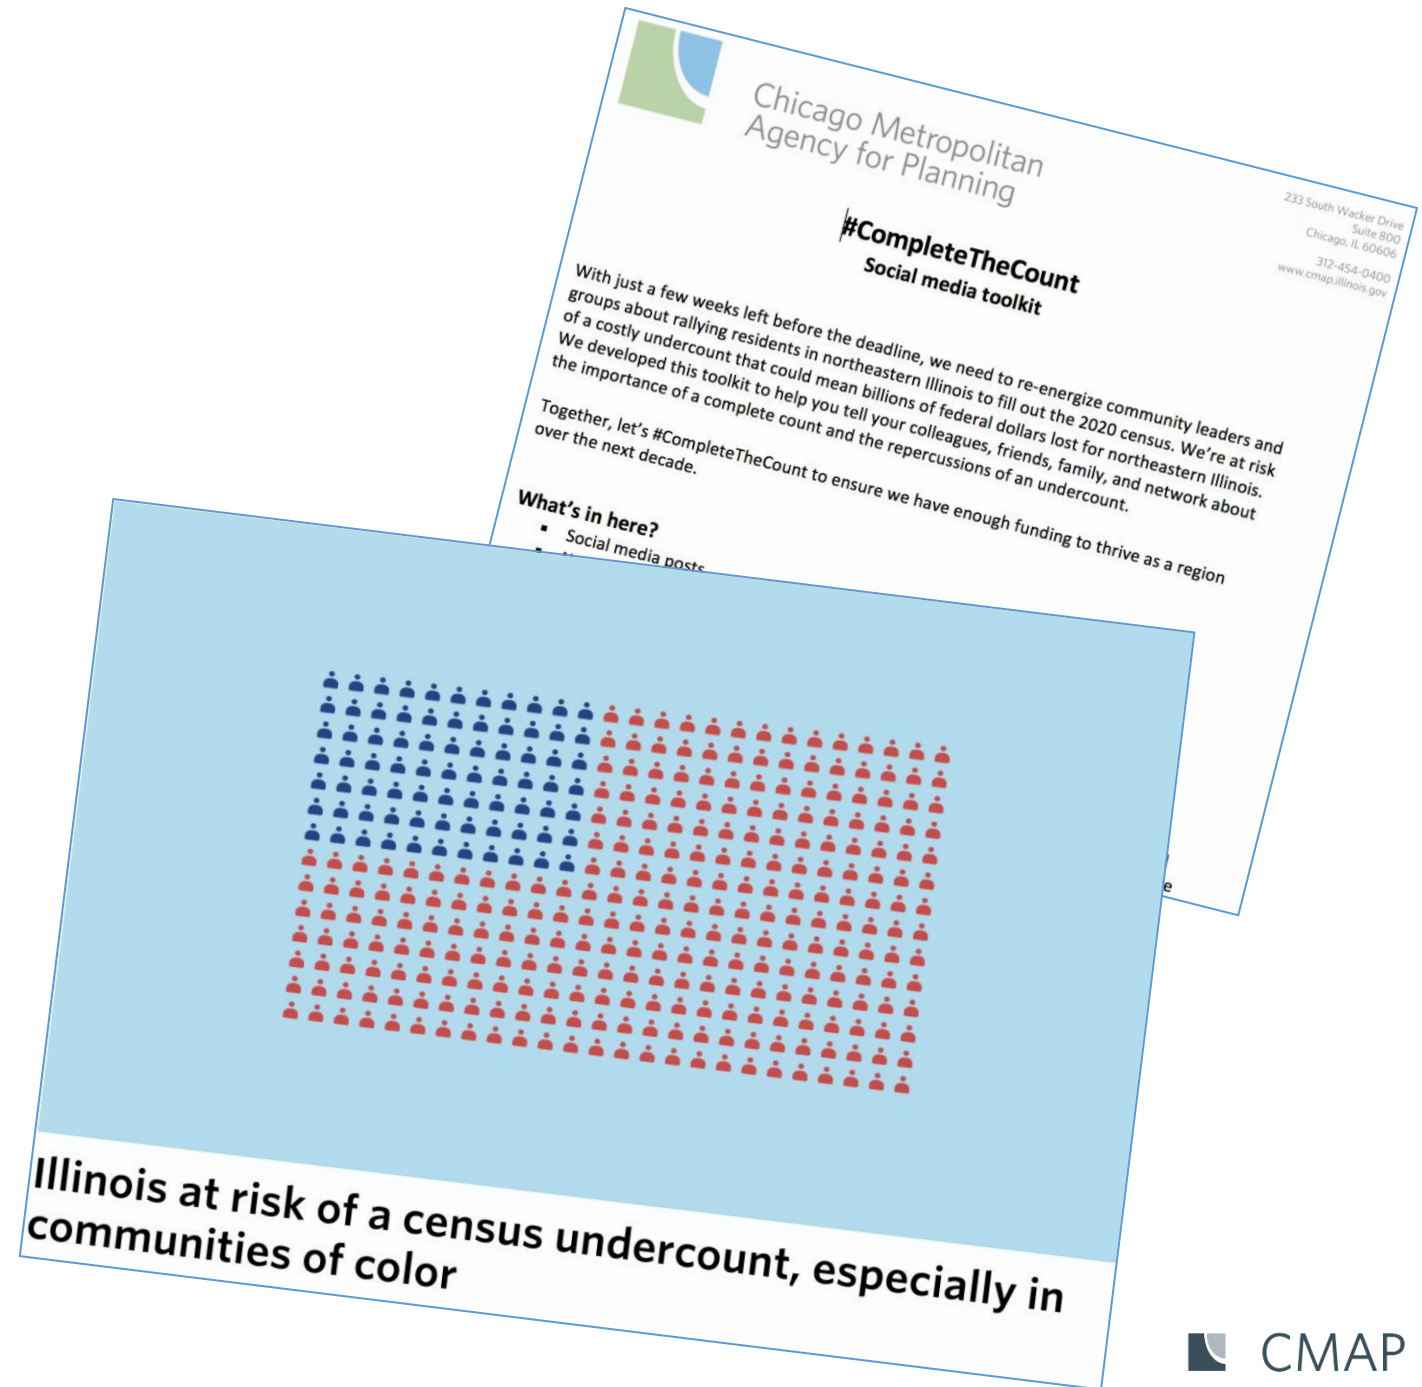 Chicago Metropolitan
Agency for Planning
233 South Wacker Drive
Suite 800
Chicago, IL 60606
312-454-0400
www.cmap.illinois.gov
#CompleteTheCount
Social media toolkit
With just a few weeks left before the deadline, we need to re-energize community leaders and
groups about rallying residents in northeastern Illinois to fill out the 2020 census. We're at risk
of a costly undercount that could mean billions of federal dollars lost for northeastern Illinois.
We developed this toolkit to help you tell your colleagues, friends, family, and network about
the importance of a complete count and the repercussions of an undercount.
Together, let's #CompleteTheCount to ensure we have enough funding to thrive as a region
over the next decade.
What's in here?
▪ Social media posts
Illinois at risk of a census undercount, especially in
communities of color
CMAP